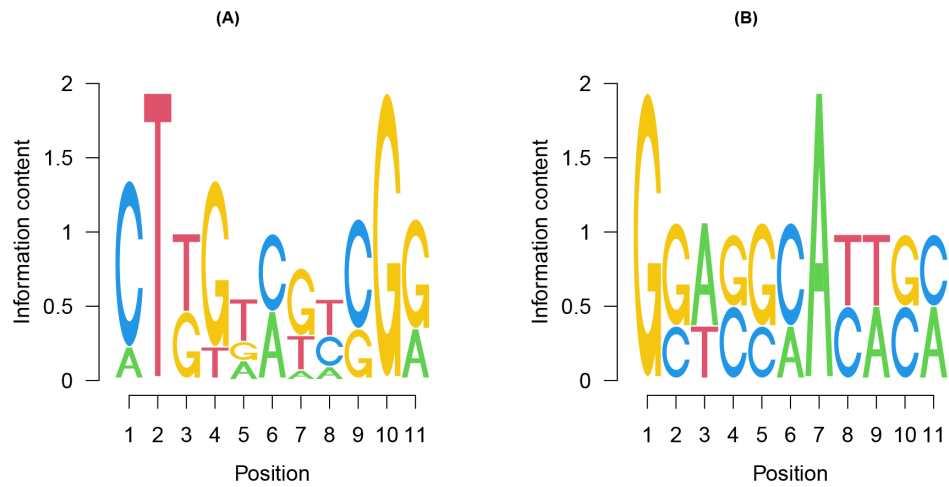 (A)
Information content
2
1.5
1
0.5
0
C T T G T C G T C G G
A G T G A T C G A
A A A
1 2 3 4 5 6 7 8 9 10 11
Position
(B)
Information content
2
1.5
1
0.5
0
G G A G G C A T T G C
C T C C A C A C A
1 2 3 4 5 6 7 8 9 10 11
Position